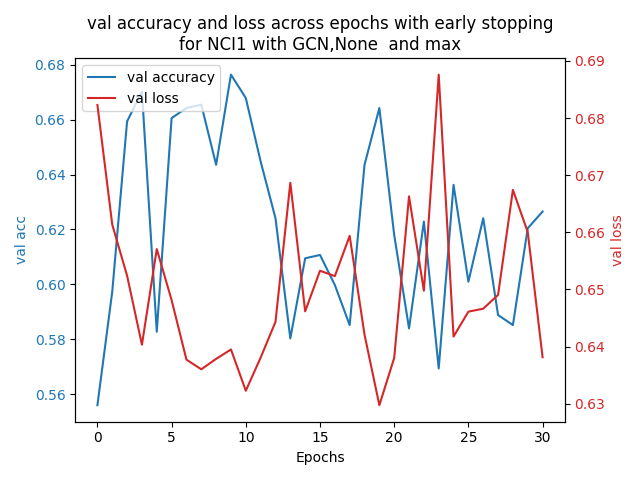 val accuracy and loss across epochs with early stopping
for NCI1 with GCN,None  and max
val accuracy
val loss
0.68
0.66
0.64
0.62
0.60
0.58
0.56
val acc
0.69
0.68
0.67
0.66
0.65
0.64
0.63
val loss
0 5 10 15 20 25 30
Epochs